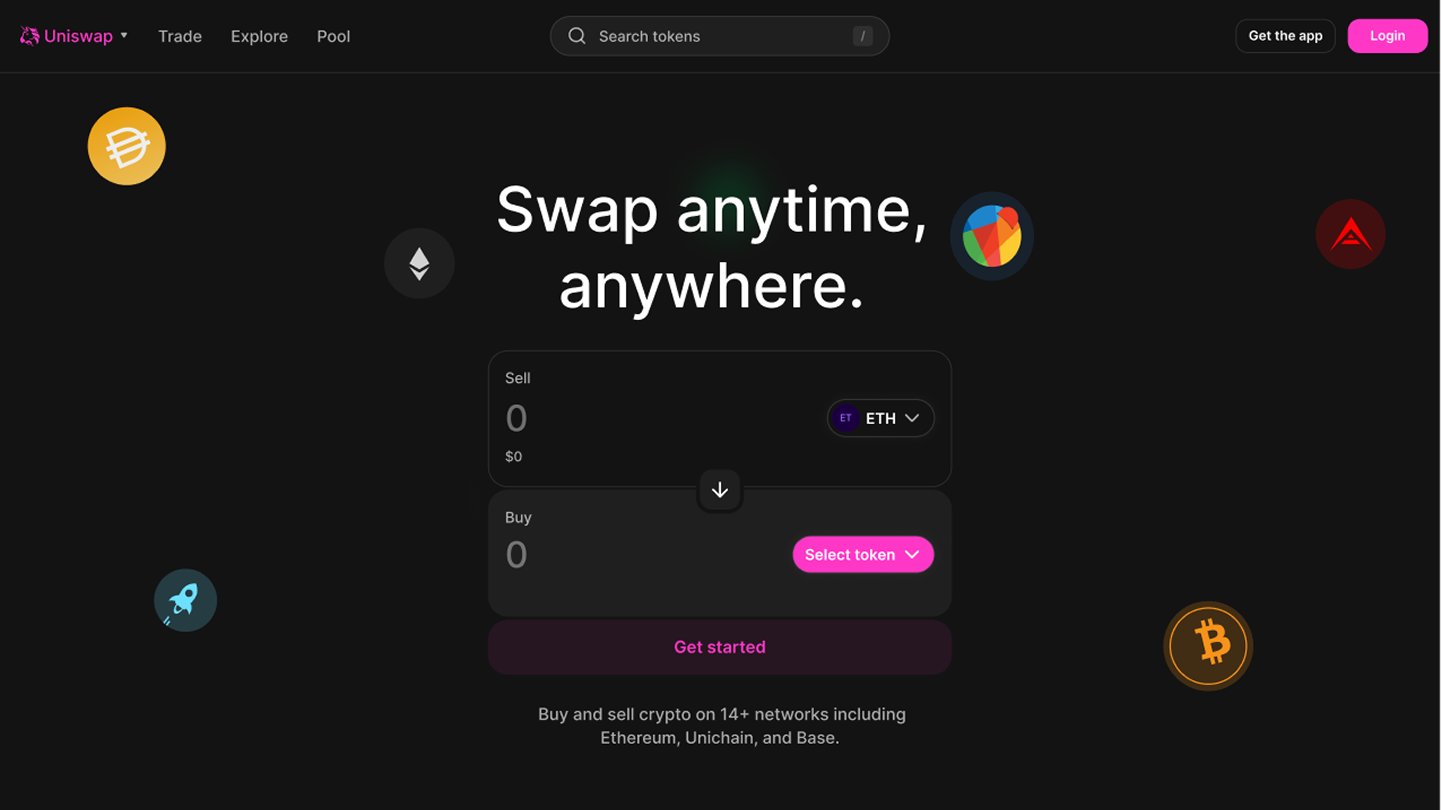 Uniswap
Trade
Explore
Pool
Search tokens
/
Get the app
Login
Swap anytime,
anywhere.
Sell
0
ET
ETH
$0
Buy
0
Select token
Get started
Buy and sell crypto on 14+ networks including
Ethereum, Unichain, and Base.